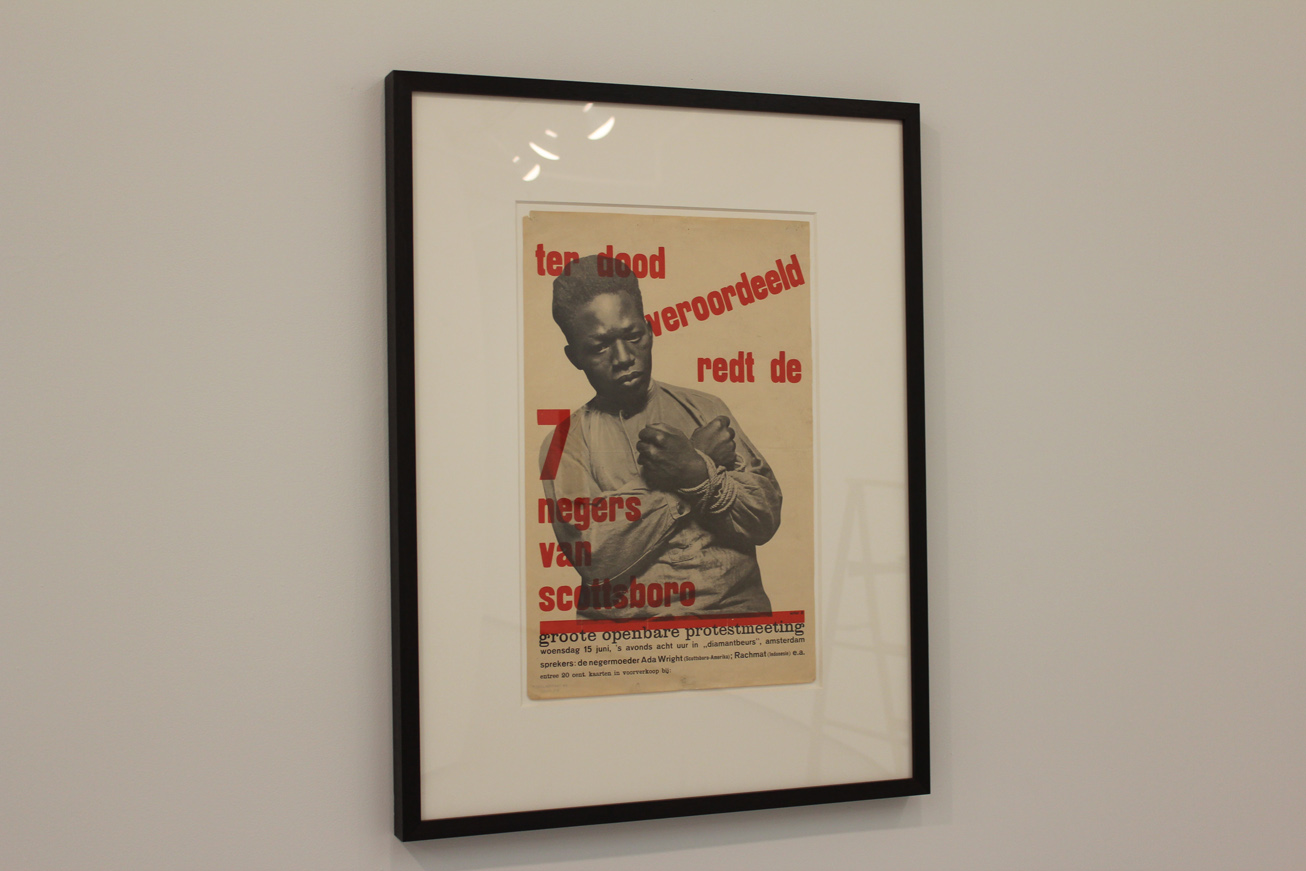 ter dood
veroordeeld
redt de
7
negers
van
scottsboro
groote openbare protestmeeting
woensdag 15 juni, 's avonds acht uur in „diamantbeurs", amsterdam
sprekers: de negermoeder Ada Wright (Scottsboro-Amerika); Rachmat (Indonesië) e.a.
entree 20 cent. kaarten in voorverkoop bij: